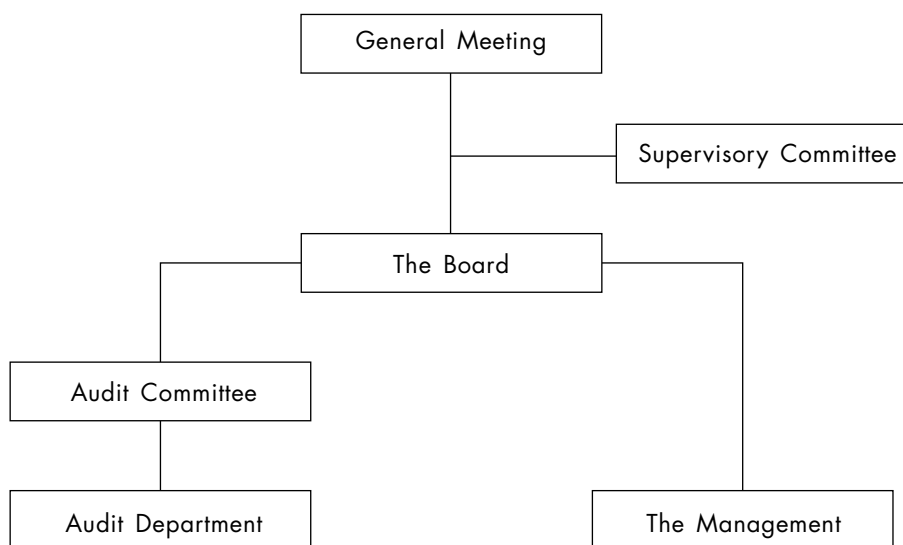 General Meeting
Supervisory Committee
The Board
Audit Committee
Audit Department
The Management